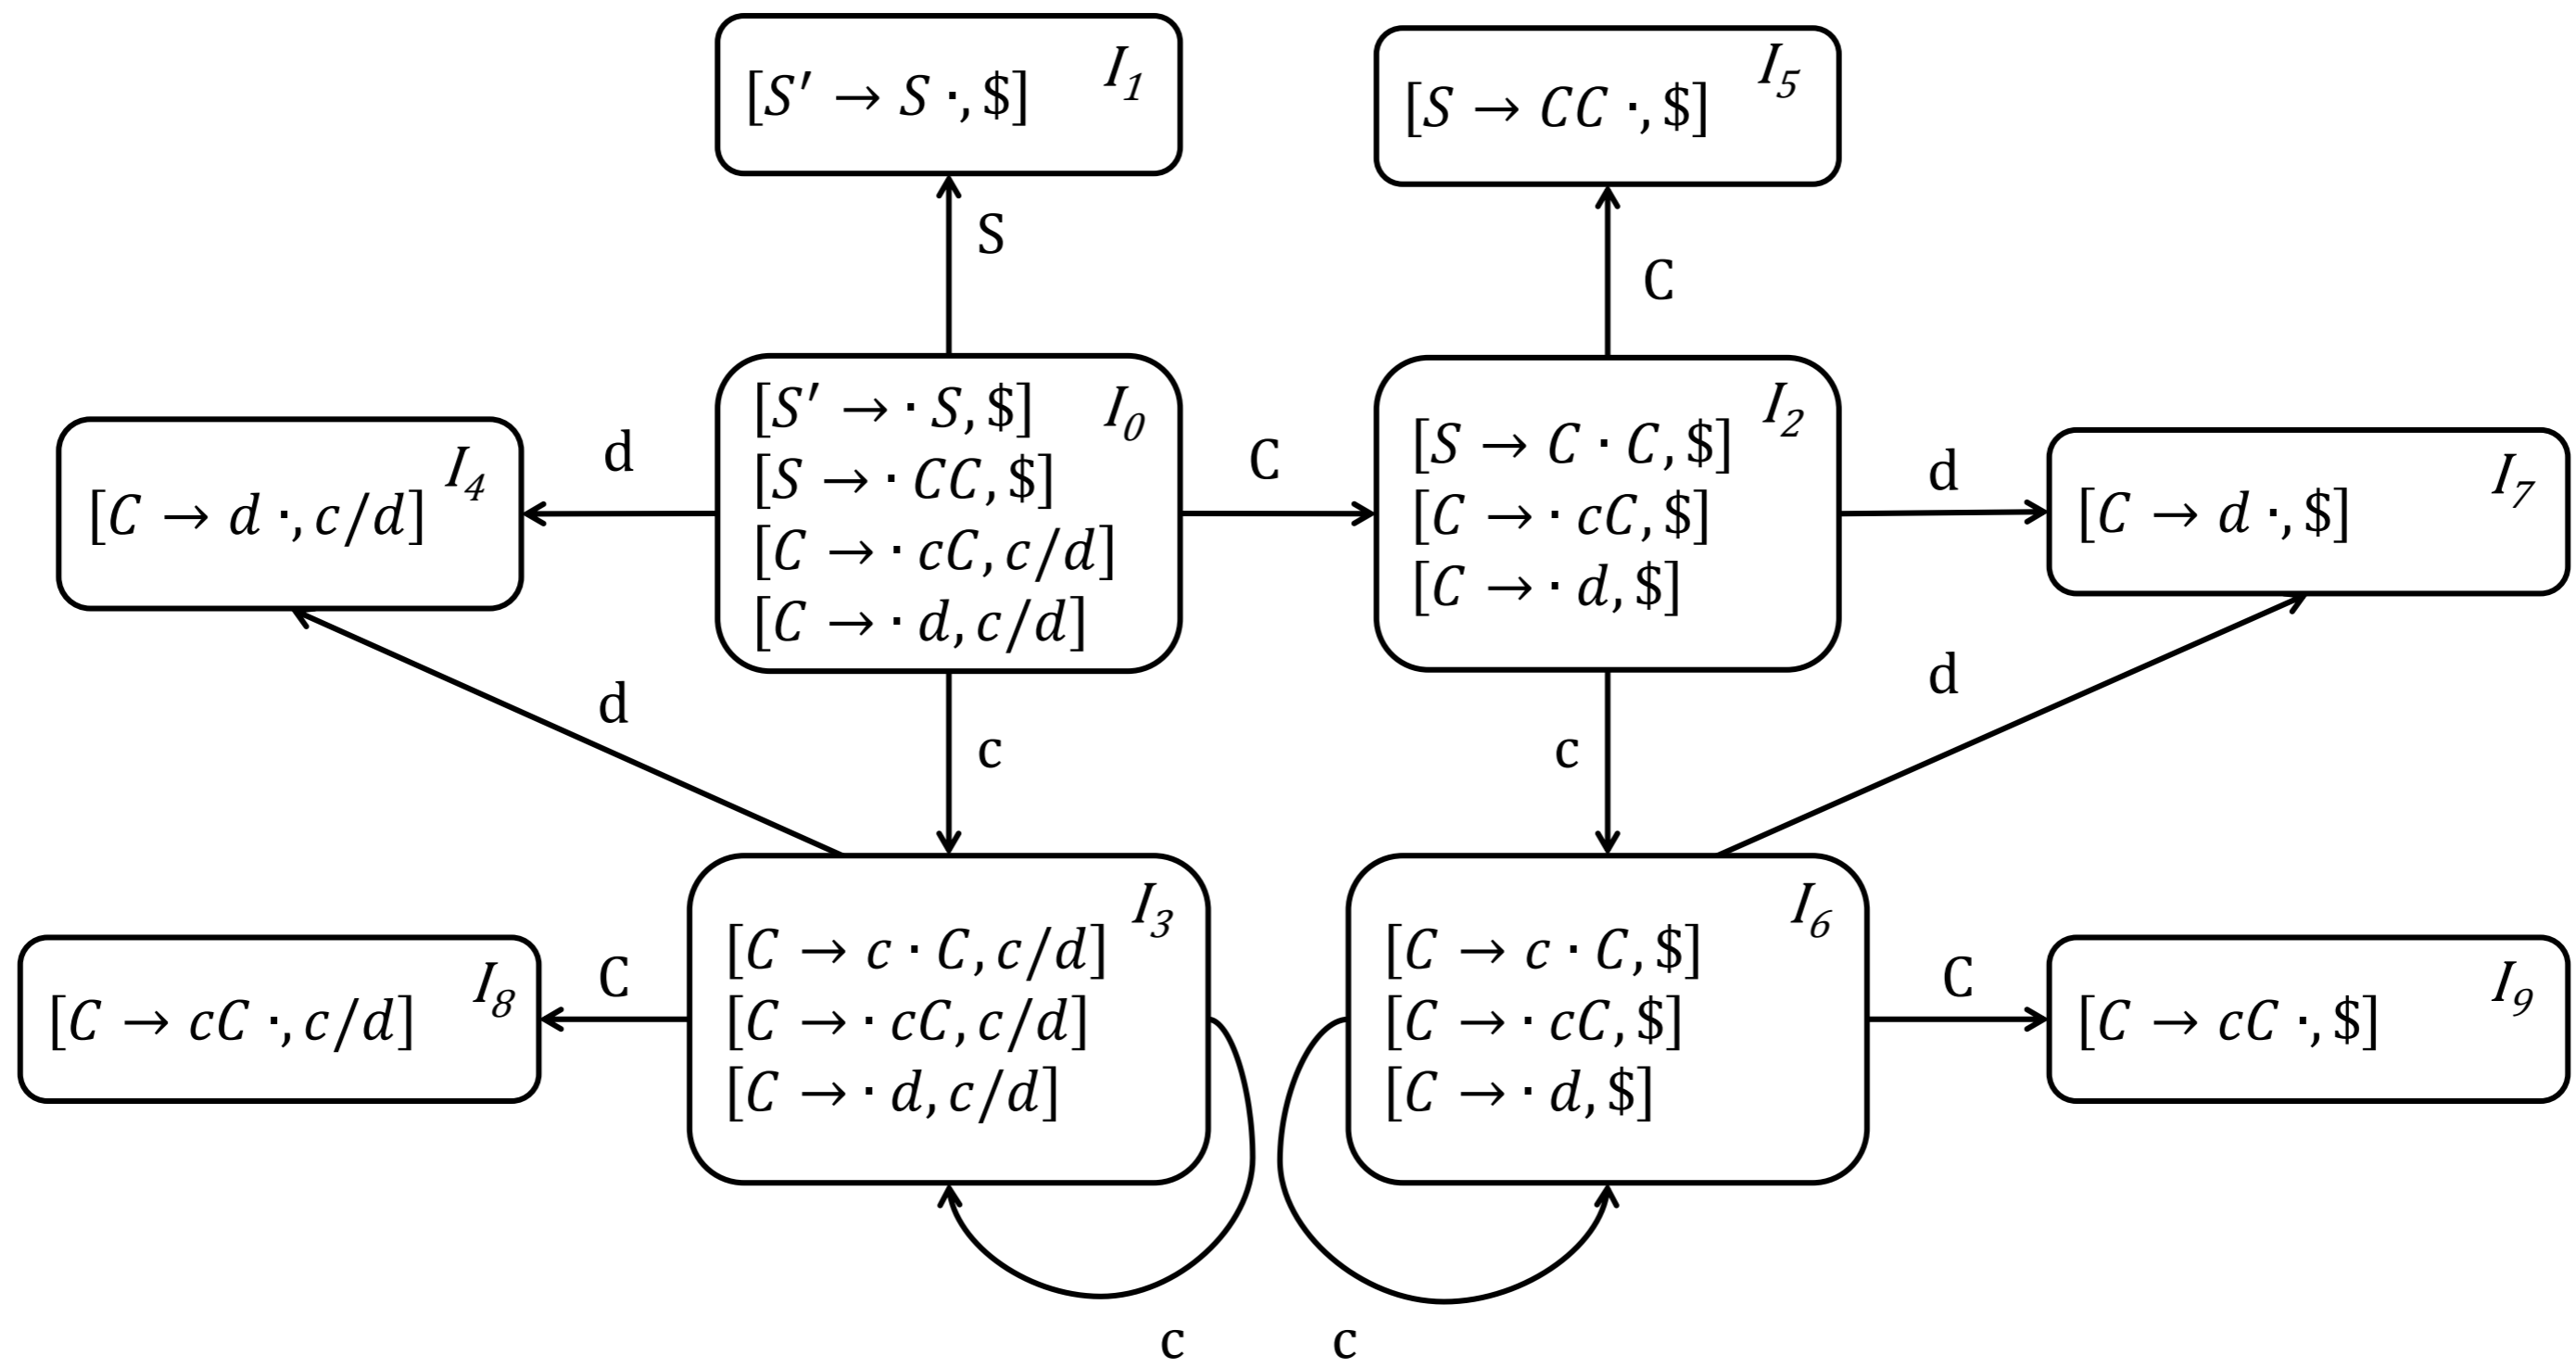 [S′ → S ·, $] I₁
[S → CC ·, $] I₅
S
C
[S′ → · S, $] I₀
[S → · CC, $]
[C → · cC, c/d]
[C → · d, c/d]
[S → C · C, $] I₂
[C → · cC, $]
[C → · d, $]
[C → d ·, c/d] I₄
d
C
d
[C → d ·, $] I₇
d
c
c
d
[C → c · C, c/d] I₃
[C → · cC, c/d]
[C → · d, c/d]
[C → c · C, $] I₆
[C → · cC, $]
[C → · d, $]
[C → cC ·, c/d] I₈
C
C
[C → cC ·, $] I₉
c
c